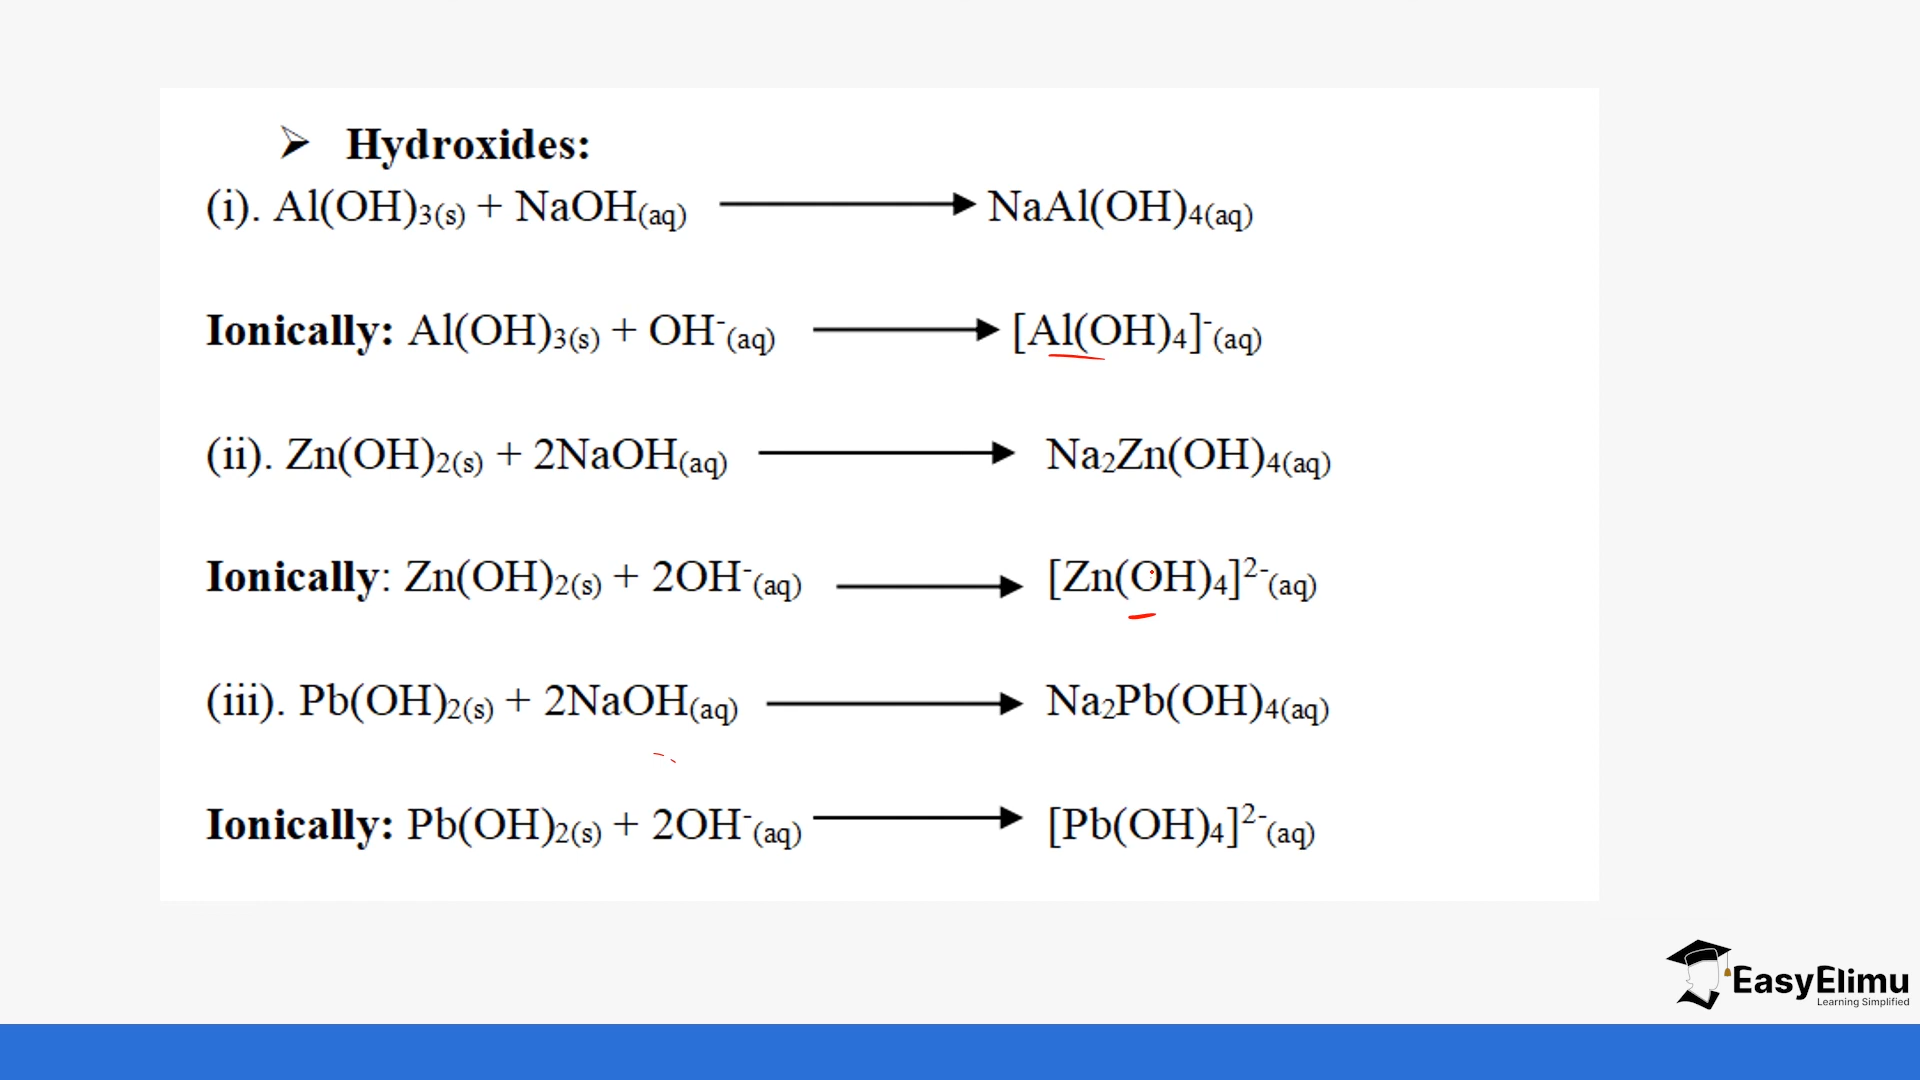 ➢ Hydroxides:
(i). Al(OH)₃(s) + NaOH(aq) ⟶ NaAl(OH)₄(aq)
Ionically: Al(OH)₃(s) + OH⁻(aq) ⟶ [Al(OH)₄]⁻(aq)
(ii). Zn(OH)₂(s) + 2NaOH(aq) ⟶ Na₂Zn(OH)₄(aq)
Ionically: Zn(OH)₂(s) + 2OH⁻(aq) ⟶ [Zn(OH)₄]²⁻(aq)
(iii). Pb(OH)₂(s) + 2NaOH(aq) ⟶ Na₂Pb(OH)₄(aq)
Ionically: Pb(OH)₂(s) + 2OH⁻(aq) ⟶ [Pb(OH)₄]²⁻(aq)
EasyElimu
Learning Simplified